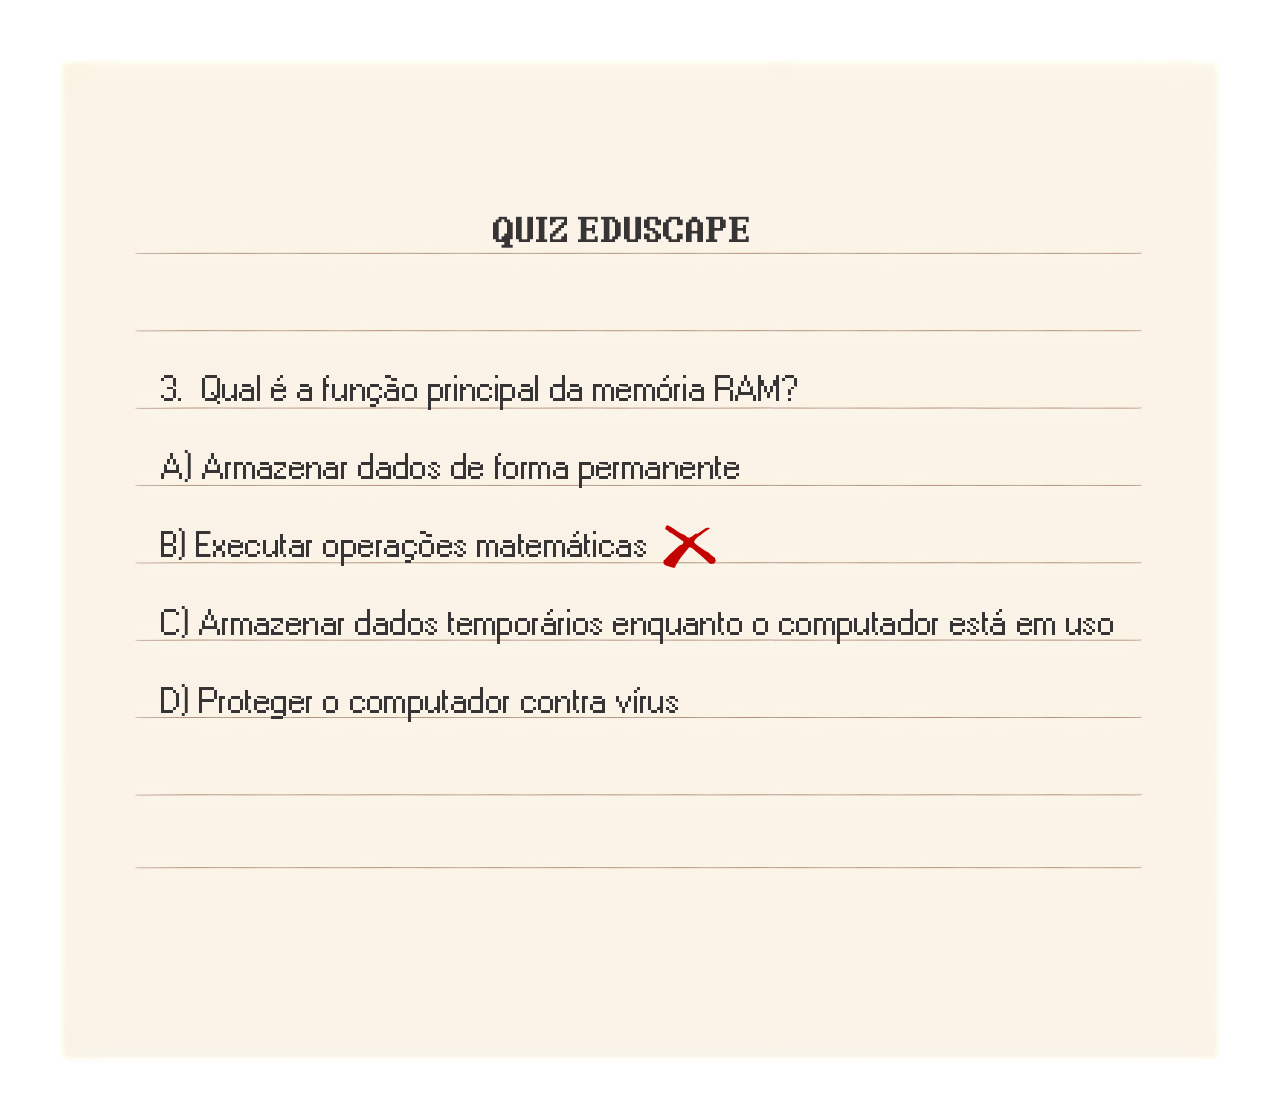 QUIZ EDUSCAPE
3. Qual é a função principal da memória RAM?
A) Armazenar dados de forma permanente
B) Executar operações matemáticas
C) Armazenar dados temporários enquanto o computador está em uso
D) Proteger o computador contra vírus